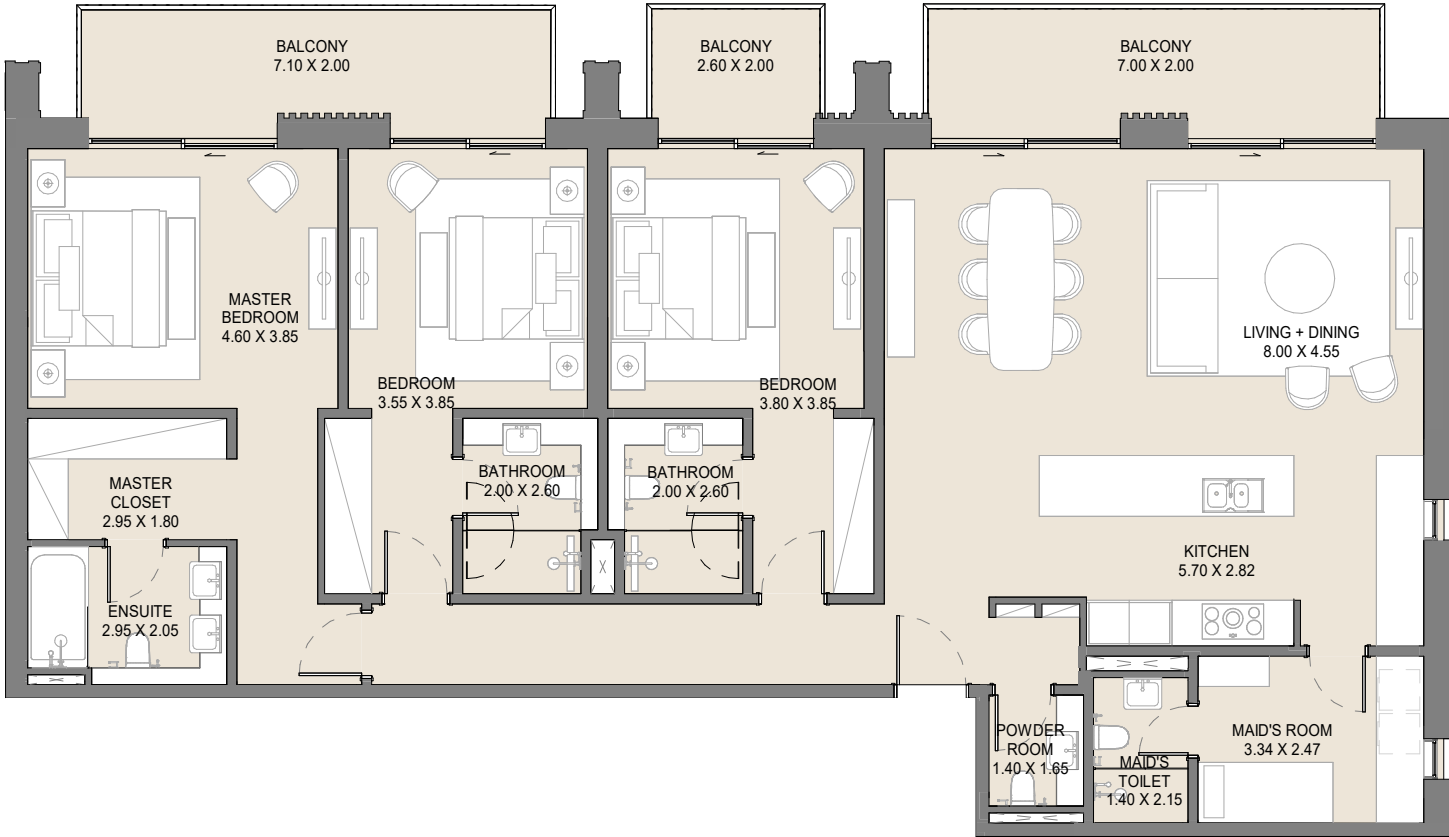 BALCONY
7.10 X 2.00
BALCONY
2.60 X 2.00
BALCONY
7.00 X 2.00
MASTER
BEDROOM
4.60 X 3.85
BEDROOM
3.55 X 3.85
BEDROOM
3.80 X 3.85
LIVING + DINING
8.00 X 4.55
MASTER
CLOSET
2.95 X 1.80
BATHROOM
2.00 X 2.60
BATHROOM
2.00 X 2.60
KITCHEN
5.70 X 2.82
ENSUITE
2.95 X 2.05
POWDER
ROOM
1.40 X 1.65
MAID'S
TOILET
1.40 X 2.15
MAID'S ROOM
3.34 X 2.47